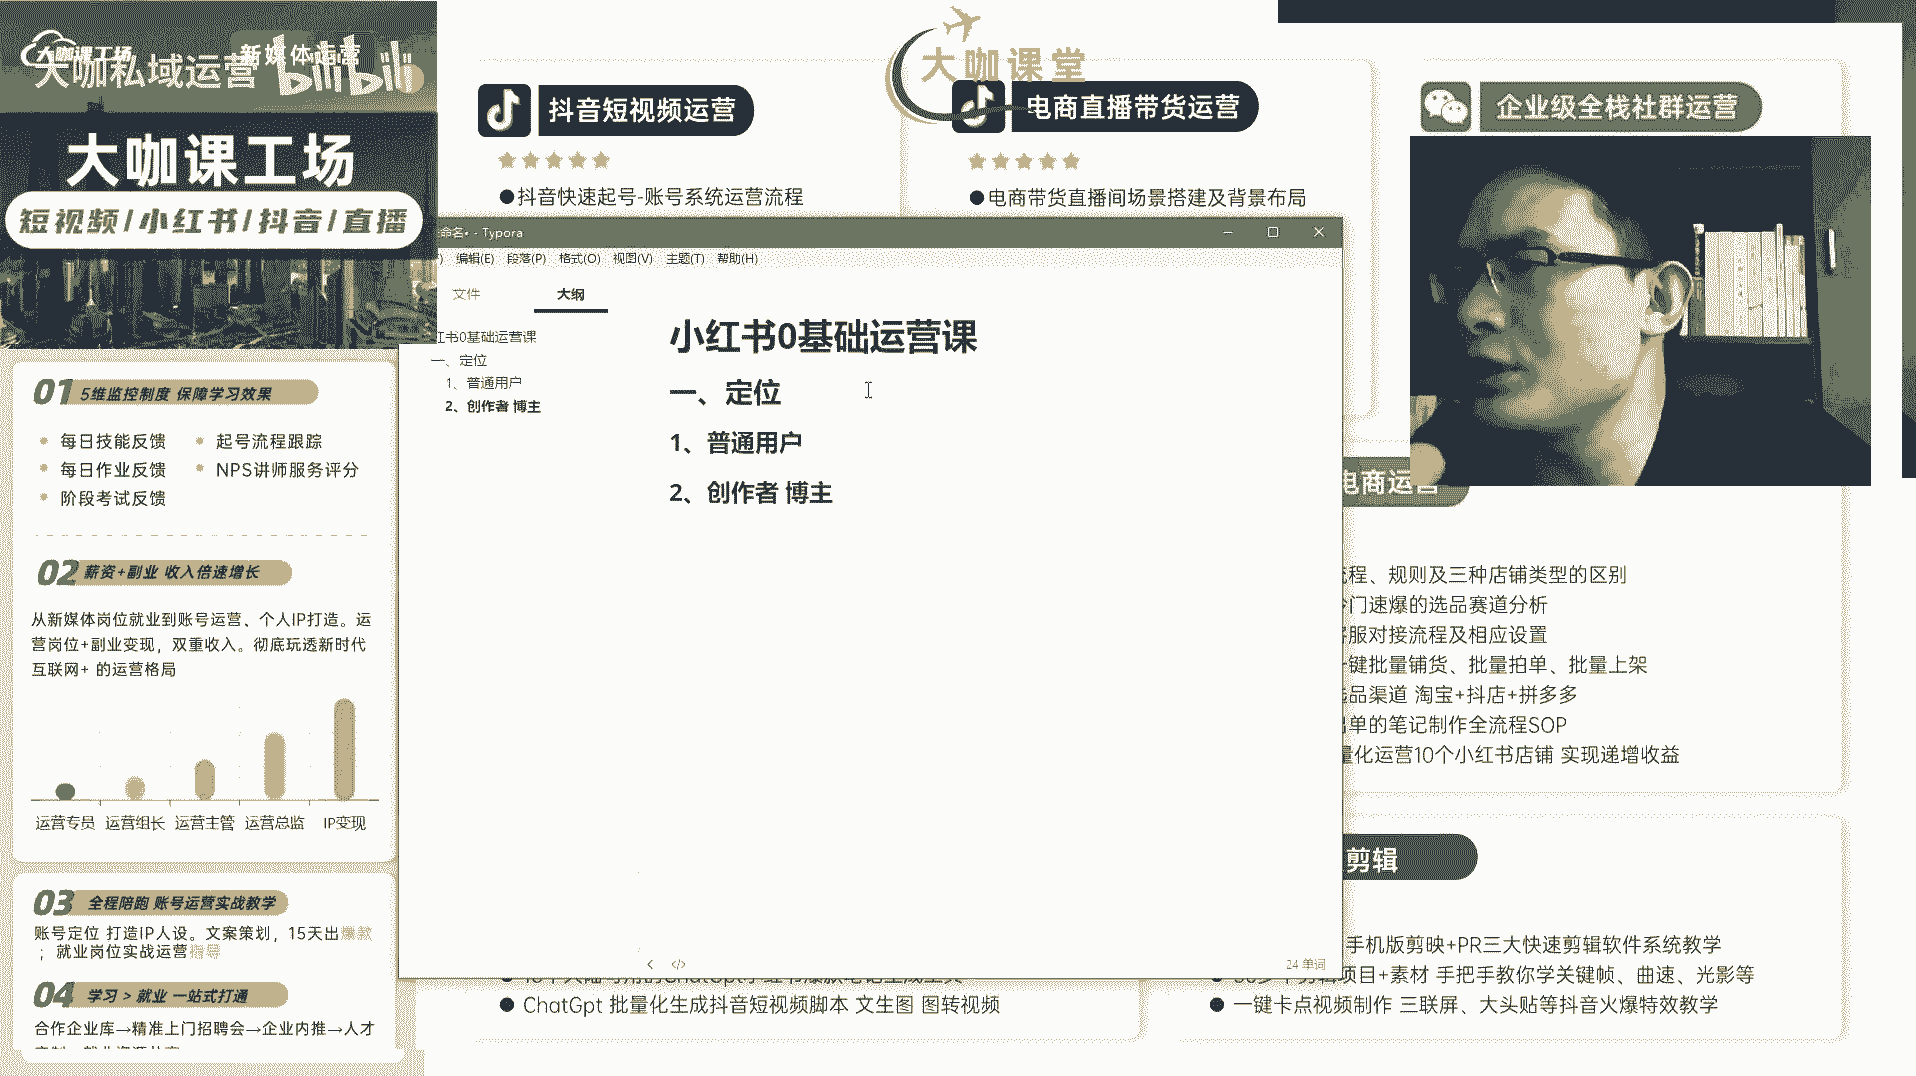 大咖课工场
新媒体运营
大咖私域运营
bilibili
大咖课工场
短视频/小红书/抖音/直播
01 5维监控制度 保障学习效果
每日技能反馈
起号流程跟踪
每日作业反馈
NPS讲师服务评分
阶段考试反馈
02 薪资+副业 收入倍速增长
从新媒体岗位就业到账号运营、个人IP打造。运
营岗位+副业变现，双重收入。彻底玩透新时代
互联网+ 的运营格局
运营专员 运营组长 运营主管 运营总监 IP变现
03 全程陪跑 账号运营实战教学
账号定位 打造IP人设。文案策划，15天出爆款
；就业岗位实战运营指导
04 学习 > 就业 一站式打通
合作企业库→精准上门招聘会→企业内推→人才
大咖课堂
抖音短视频运营
●抖音快速起号-账号系统运营流程
电商直播带货运营
●电商带货直播间场景搭建及背景布局
企业级全栈社群运营
命名• - Typora
编辑(E) 段落(P) 格式(O) 视图(V) 主题(T) 帮助(H)
文件 大纲
红书0基础运营课
一、定位
1、普通用户
2、创作者 博主
小红书0基础运营课
一、定位
1、普通用户
2、创作者 博主
24 单词
电商运营
流程、规则及三种店铺类型的区别
冷门速爆的选品赛道分析
客服对接流程及相应设置
一键批量铺货、批量拍单、批量上架
选品渠道 淘宝+抖店+拼多多
出单的笔记制作全流程SOP
量化运营10个小红书店铺 实现递增收益
● ChatGpt 批量化生成抖音短视频脚本 文生图 图转视频
剪辑
手机版剪映+PR三大快速剪辑软件系统教学
项目+素材 手把手教你学关键帧、曲速、光影等
● 一键卡点视频制作 三联屏、大头贴等抖音火爆特效教学